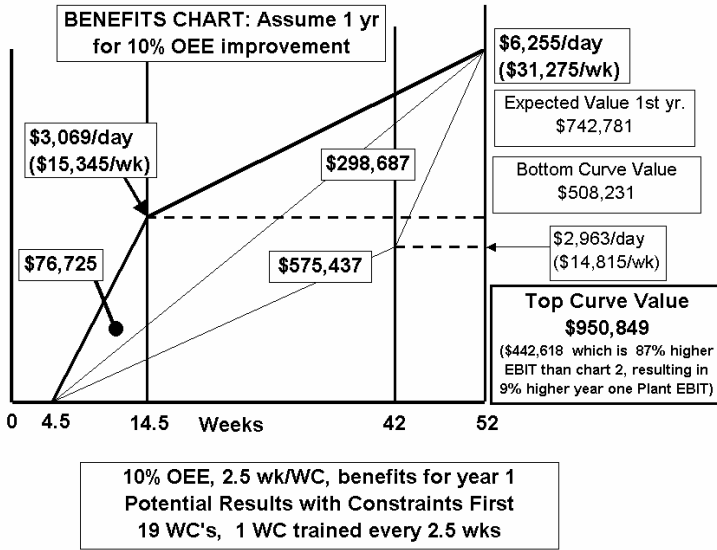 BENEFITS CHART: Assume 1 yr
for 10% OEE improvement
$6,255/day
($31,275/wk)
Expected Value 1st yr.
$742,781
$3,069/day
($15,345/wk)
$298,687
Bottom Curve Value
$508,231
$2,963/day
($14,815/wk)
$76,725
$575,437
Top Curve Value
$950,849
($442,618 which is 87% higher
EBIT than chart 2, resulting in
9% higher year one Plant EBIT)
0 4.5 14.5 Weeks 42 52
10% OEE, 2.5 wk/WC, benefits for year 1
Potential Results with Constraints First
19 WC's, 1 WC trained every 2.5 wks